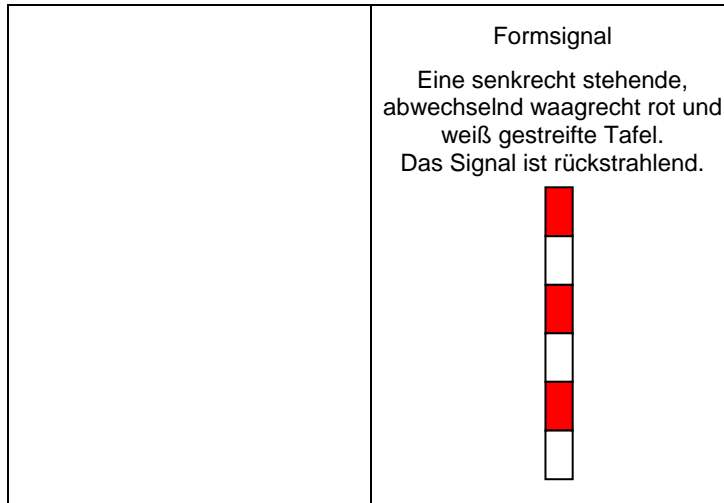 Formsignal
Eine senkrecht stehende,
abwechselnd waagrecht rot und
weiß gestreifte Tafel.
Das Signal ist rückstrahlend.